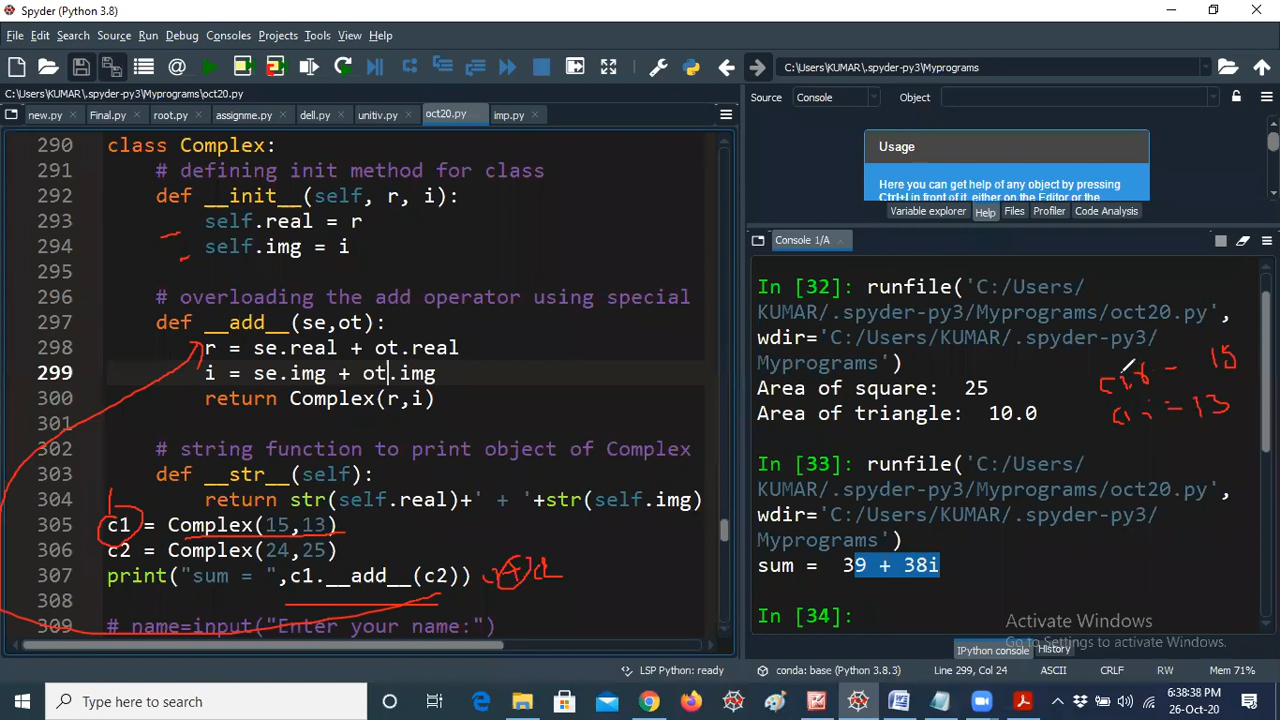 Spyder (Python 3.8)
File Edit Search Source Run Debug Consoles Projects Tools View Help
C:\Users\KUMAR\.spyder-py3\Myprograms
C:\Users\KUMAR\.spyder-py3\Myprograms\oct20.py
new.py Final.py root.py assignme.py dell.py unitiv.py oct20.py imp.py
290 class Complex:
291 # defining init method for class
292 def __init__(self, r, i):
293 self.real = r
294 self.img = i
295
296 # overloading the add operator using special
297 def __add__(se,ot):
298 r = se.real + ot.real
299 i = se.img + ot.img
300 return Complex(r,i)
301
302 # string function to print object of Complex
303 def __str__(self):
304 return str(self.real)+' + '+str(self.img)
305 c1 = Complex(15,13)
306 c2 = Complex(24,25)
307 print("sum = ",c1.__add__(c2))
308
309 # name=input("Enter your name:")
Source Console Object
Usage
Here you can get help of any object by pressing
Ctrl+I in front of it, either on the Editor or the
Variable explorer Help Files Profiler Code Analysis
Console 1/A
In [32]: runfile('C:/Users/
KUMAR/.spyder-py3/Myprograms/oct20.py',
wdir='C:/Users/KUMAR/.spyder-py3/
Myprograms')
Area of square:  25
Area of triangle:  10.0
In [33]: runfile('C:/Users/
KUMAR/.spyder-py3/Myprograms/oct20.py',
wdir='C:/Users/KUMAR/.spyder-py3/
Myprograms')
sum =  39 + 38i
In [34]:
- 15
- 13
Activate Windows
Go to Settings to activate Windows.
IPython console History
LSP Python: ready conda: base (Python 3.8.3) Line 299, Col 24 ASCII CRLF RW Mem 71%
Type here to search
6:38:38 PM
26-Oct-20